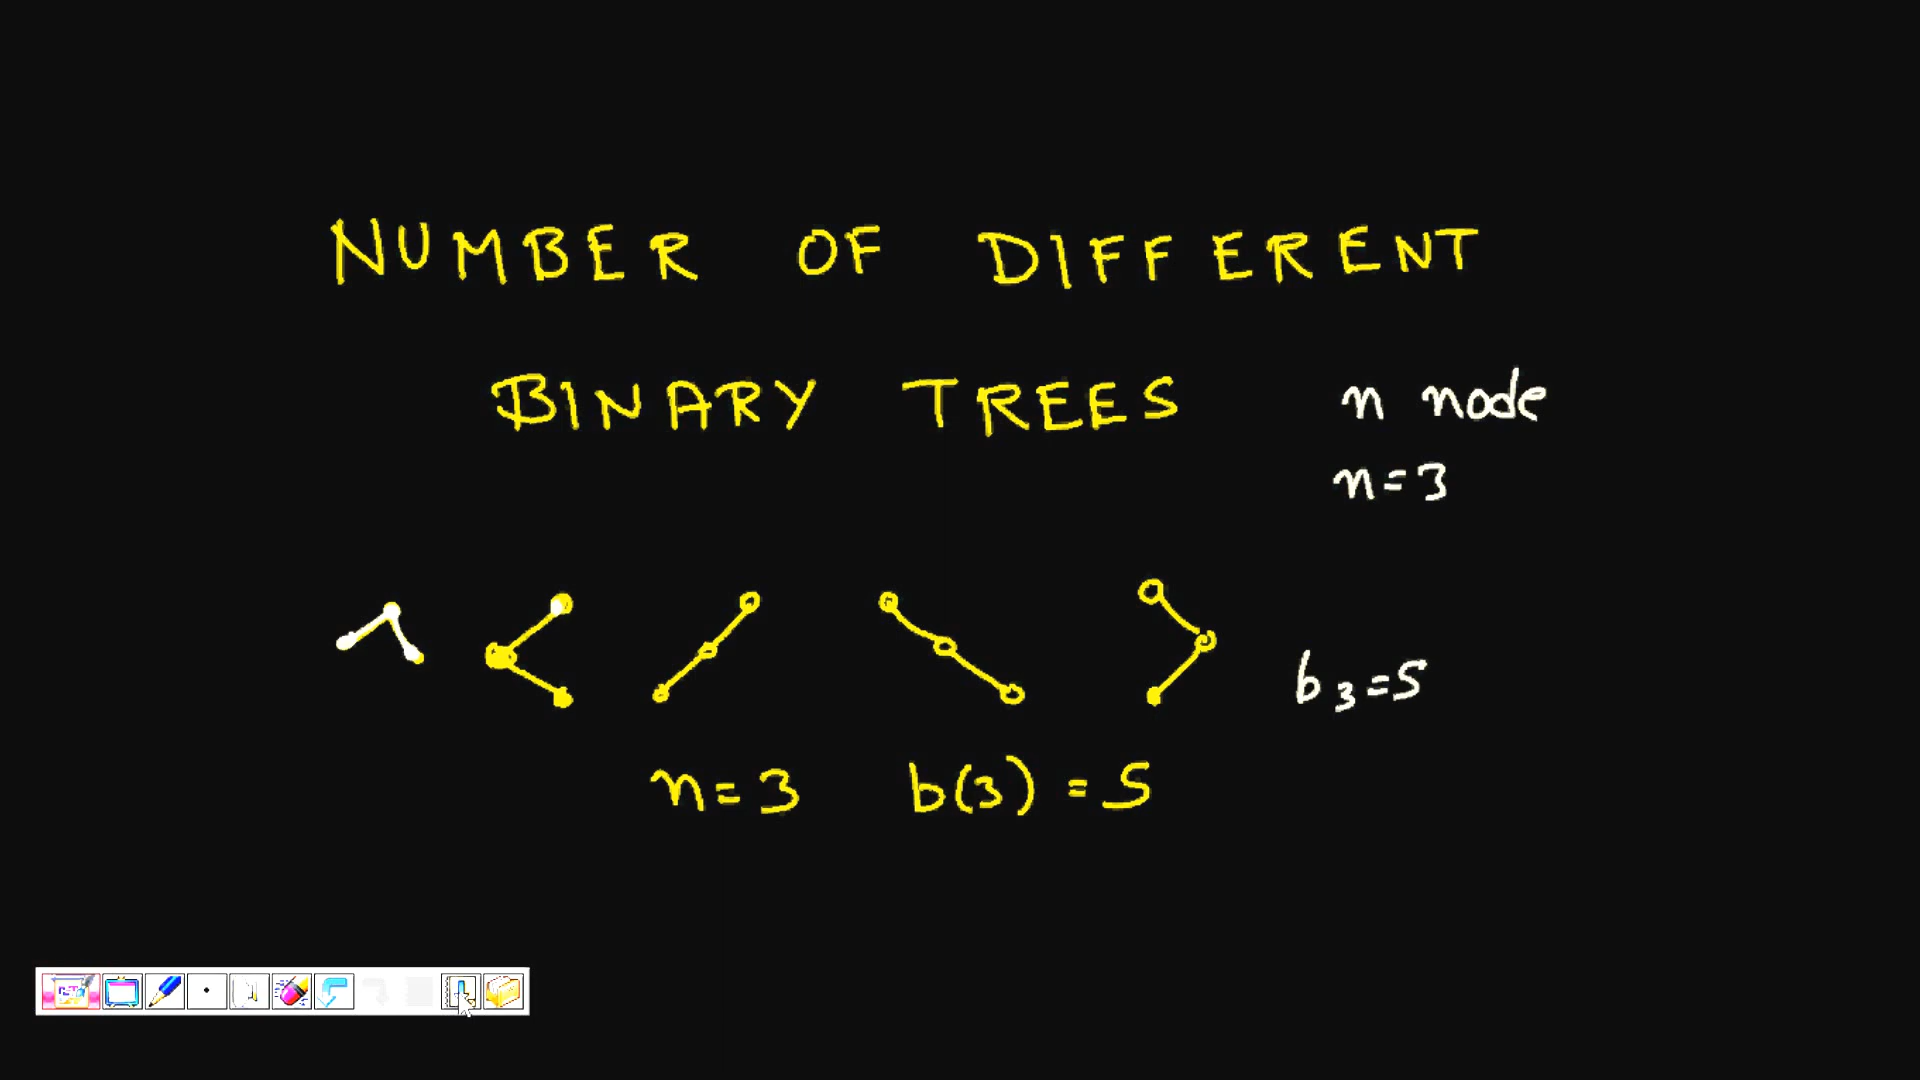 NUMBER OF DIFFERENT
BINARY TREES n node
n=3
b3=5
n=3 b(3) = 5